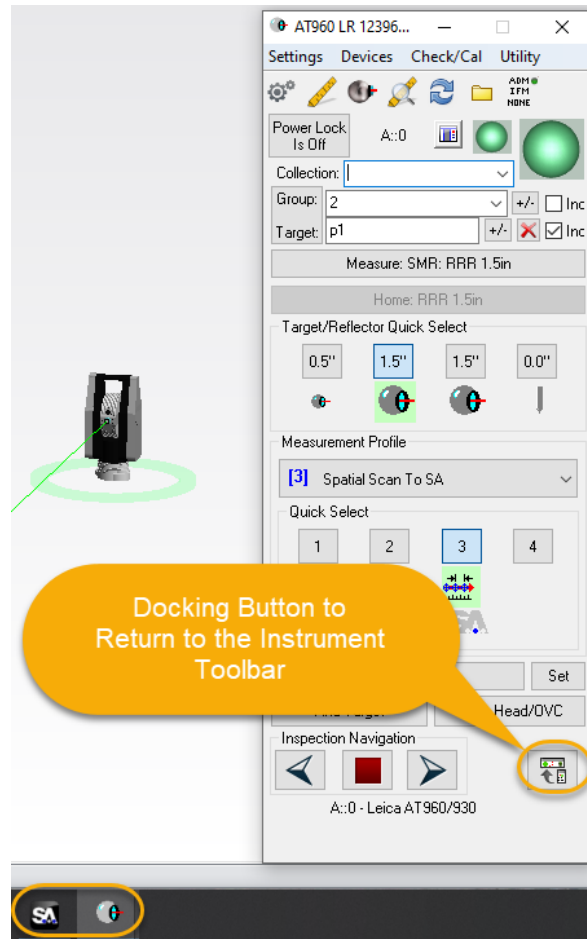 AT960 LR 12396...
Settings Devices Check/Cal Utility
ADM
IFM
NONE
Power Lock
Is Off
A::0
Collection:
Group: 2 +/- Inc
Target: p1 +/- Inc
Measure: SMR: RRR 1.5in
Home: RRR 1.5in
Target/Reflector Quick Select
0.5" 1.5" 1.5" 0.0"
Measurement Profile
[3] Spatial Scan To SA
Quick Select
1 2 3 4
SA
Docking Button to
Return to the Instrument
Toolbar
Set
Head/OVC
Inspection Navigation
A::0 - Leica AT960/930
SA